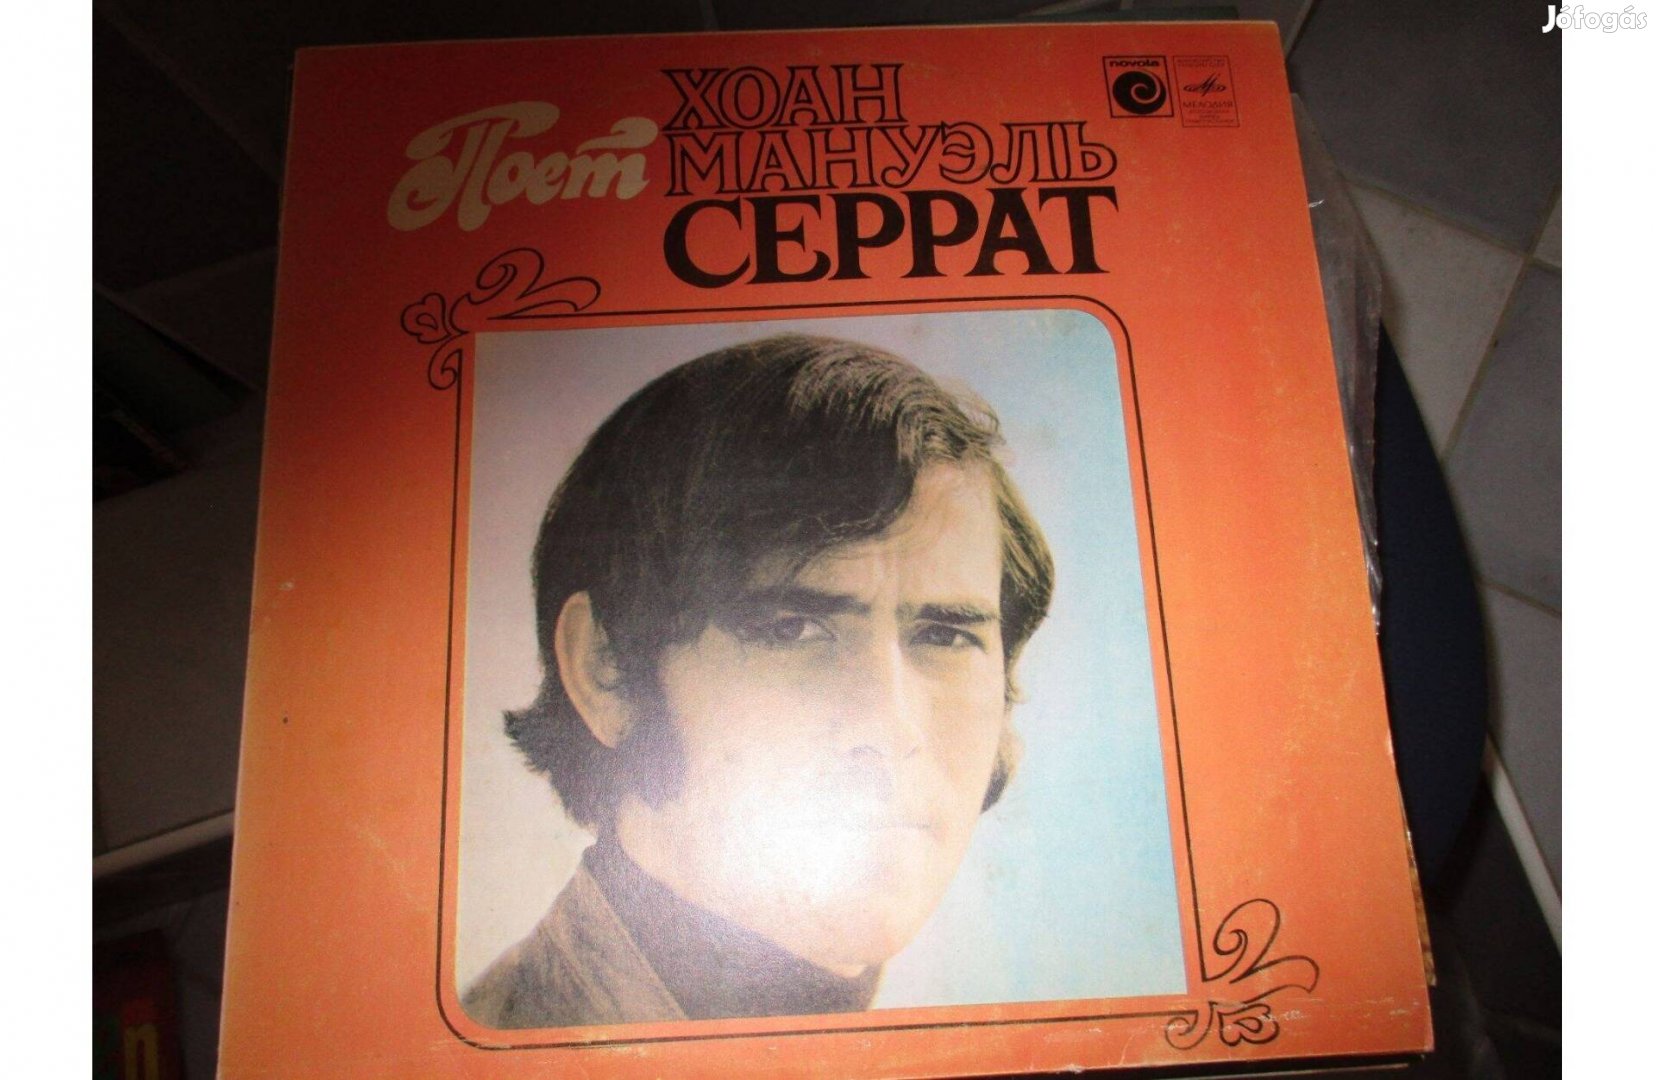 Jófogás
novola
МЕЛОДИЯ
Поет
ХОАН
МАНУЭЛЬ
СЕРРАТ
n